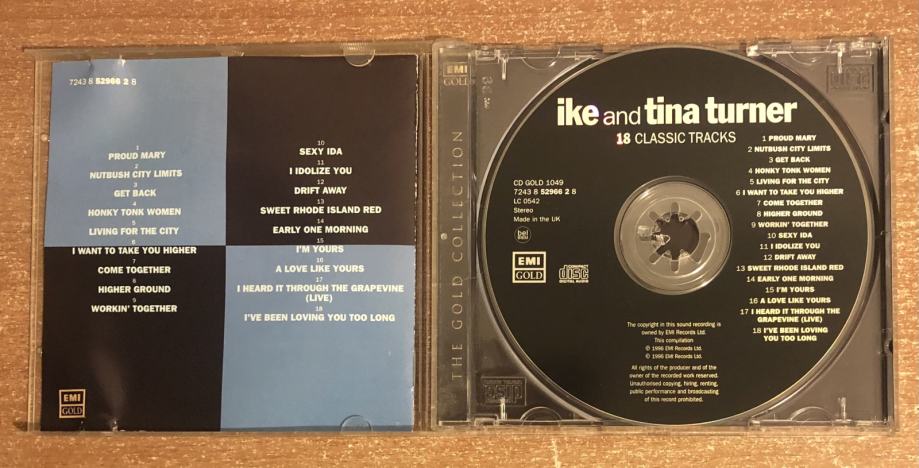 7243 8 52966 2 8
1
PROUD MARY
2
NUTBUSH CITY LIMITS
3
GET BACK
4
HONKY TONK WOMEN
5
LIVING FOR THE CITY
6
I WANT TO TAKE YOU HIGHER
7
COME TOGETHER
8
HIGHER GROUND
9
WORKIN' TOGETHER
EMI
GOLD
10
SEXY IDA
11
I IDOLIZE YOU
12
DRIFT AWAY
13
SWEET RHODE ISLAND RED
14
EARLY ONE MORNING
15
I'M YOURS
16
A LOVE LIKE YOURS
17
I HEARD IT THROUGH THE GRAPEVINE
(LIVE)
18
I'VE BEEN LOVING YOU TOO LONG
EMI
GOLD
THE GOLD COLLECTION
ike and tina turner
18 CLASSIC TRACKS
1 PROUD MARY
2 NUTBUSH CITY LIMITS
3 GET BACK
4 HONKY TONK WOMEN
5 LIVING FOR THE CITY
6 I WANT TO TAKE YOU HIGHER
7 COME TOGETHER
8 HIGHER GROUND
9 WORKIN' TOGETHER
10 SEXY IDA
11 I IDOLIZE YOU
12 DRIFT AWAY
13 SWEET RHODE ISLAND RED
14 EARLY ONE MORNING
15 I'M YOURS
16 A LOVE LIKE YOURS
17 I HEARD IT THROUGH THE
GRAPEVINE (LIVE)
18 I'VE BEEN LOVING
YOU TOO LONG
CD GOLD 1049
7243 8 52966 2 8
LC 0542
Stereo
Made in the UK
bel
BIEM
EMI
GOLD
COMPACT
disc
DIGITAL AUDIO
The copyright in this sound recording is
owned by EMI Records Ltd.
This compilation
℗ 1996 EMI Records Ltd.
© 1996 EMI Records Ltd.
All rights of the producer and of the
owner of the recorded work reserved.
Unauthorised copying, hiring, renting,
public performance and broadcasting
of this record prohibited.